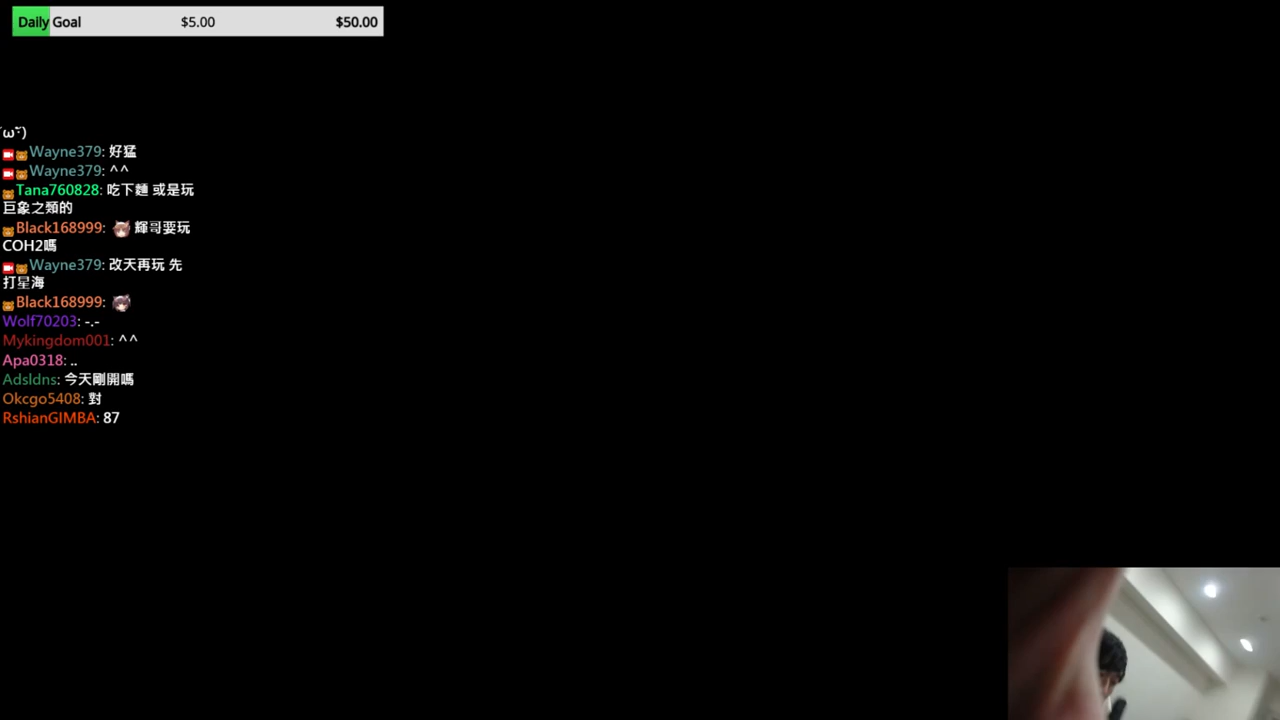 Daily Goal $5.00 $50.00
ω˘)
Wayne379: 好猛
Wayne379: ^^
Tana760828: 吃下麵 或是玩
巨象之類的
Black168999: 輝哥要玩
COH2嗎
Wayne379: 改天再玩 先
打星海
Black168999:
Wolf70203: -.-
Mykingdom001: ^^
Apa0318: ..
Adsldns: 今天剛開嗎
Okcgo5408: 對
RshianGIMBA: 87